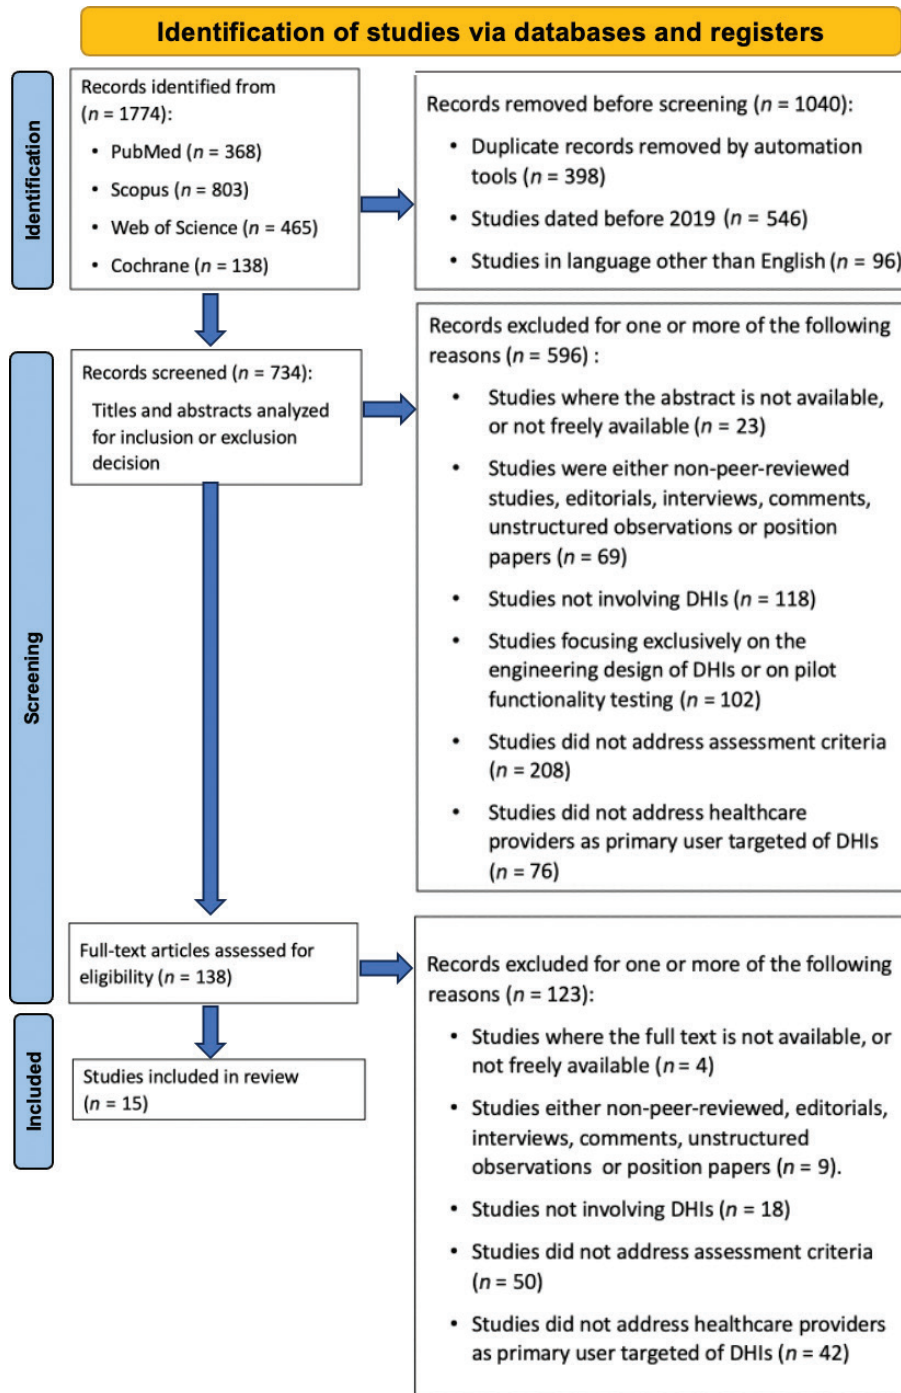 Identification of studies via databases and registers
Identification
Records identified from
(n = 1774):
• PubMed (n = 368)
• Scopus (n = 803)
• Web of Science (n = 465)
• Cochrane (n = 138)
Records removed before screening (n = 1040):
• Duplicate records removed by automation
tools (n = 398)
• Studies dated before 2019 (n = 546)
• Studies in language other than English (n = 96)
Screening
Records screened (n = 734):
Titles and abstracts analyzed
for inclusion or exclusion
decision
Records excluded for one or more of the following
reasons (n = 596) :
• Studies where the abstract is not available,
or not freely available (n = 23)
• Studies were either non-peer-reviewed
studies, editorials, interviews, comments,
unstructured observations or position
papers (n = 69)
• Studies not involving DHIs (n = 118)
• Studies focusing exclusively on the
engineering design of DHIs or on pilot
functionality testing (n = 102)
• Studies did not address assessment criteria
(n = 208)
• Studies did not address healthcare
providers as primary user targeted of DHIs
(n = 76)
Full-text articles assessed for
eligibility (n = 138)
Records excluded for one or more of the following
reasons (n = 123):
• Studies where the full text is not available, or
not freely available (n = 4)
• Studies either non-peer-reviewed, editorials,
interviews, comments, unstructured
observations or position papers (n = 9).
• Studies not involving DHIs (n = 18)
• Studies did not address assessment criteria
(n = 50)
• Studies did not address healthcare providers
as primary user targeted of DHIs (n = 42)
Included
Studies included in review
(n = 15)